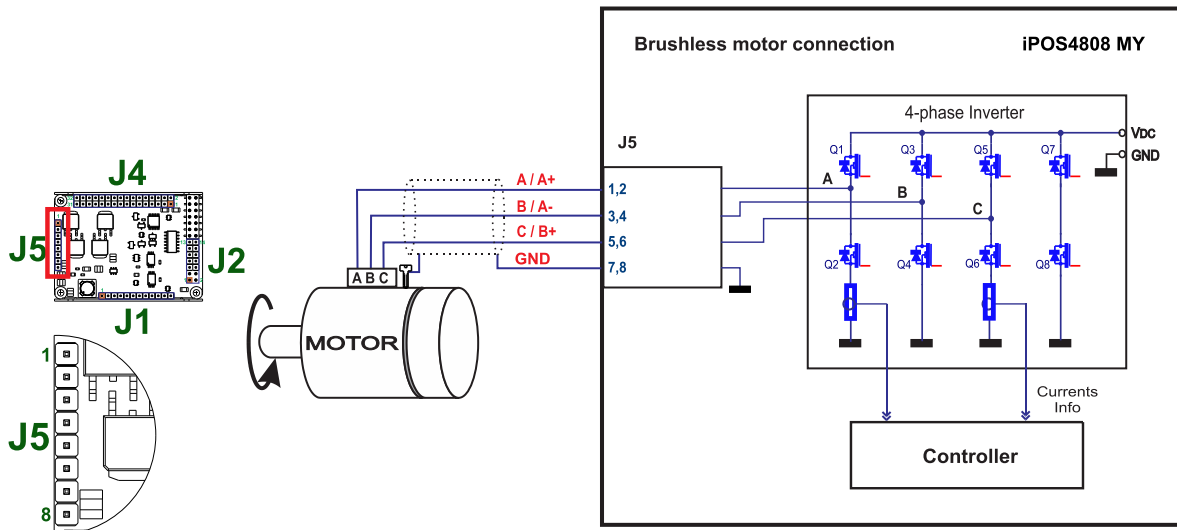 Brushless motor connection
iPOS4808 MY
4-phase Inverter
VDC
GND
Q1
Q3
Q5
Q7
A
B
C
Q2
Q4
Q6
Q8
J5
1,2
3,4
5,6
7,8
A / A+
B / A-
C / B+
GND
J4
J5
J2
J1
A B C
MOTOR
1
J5
8
Currents
Info
Controller